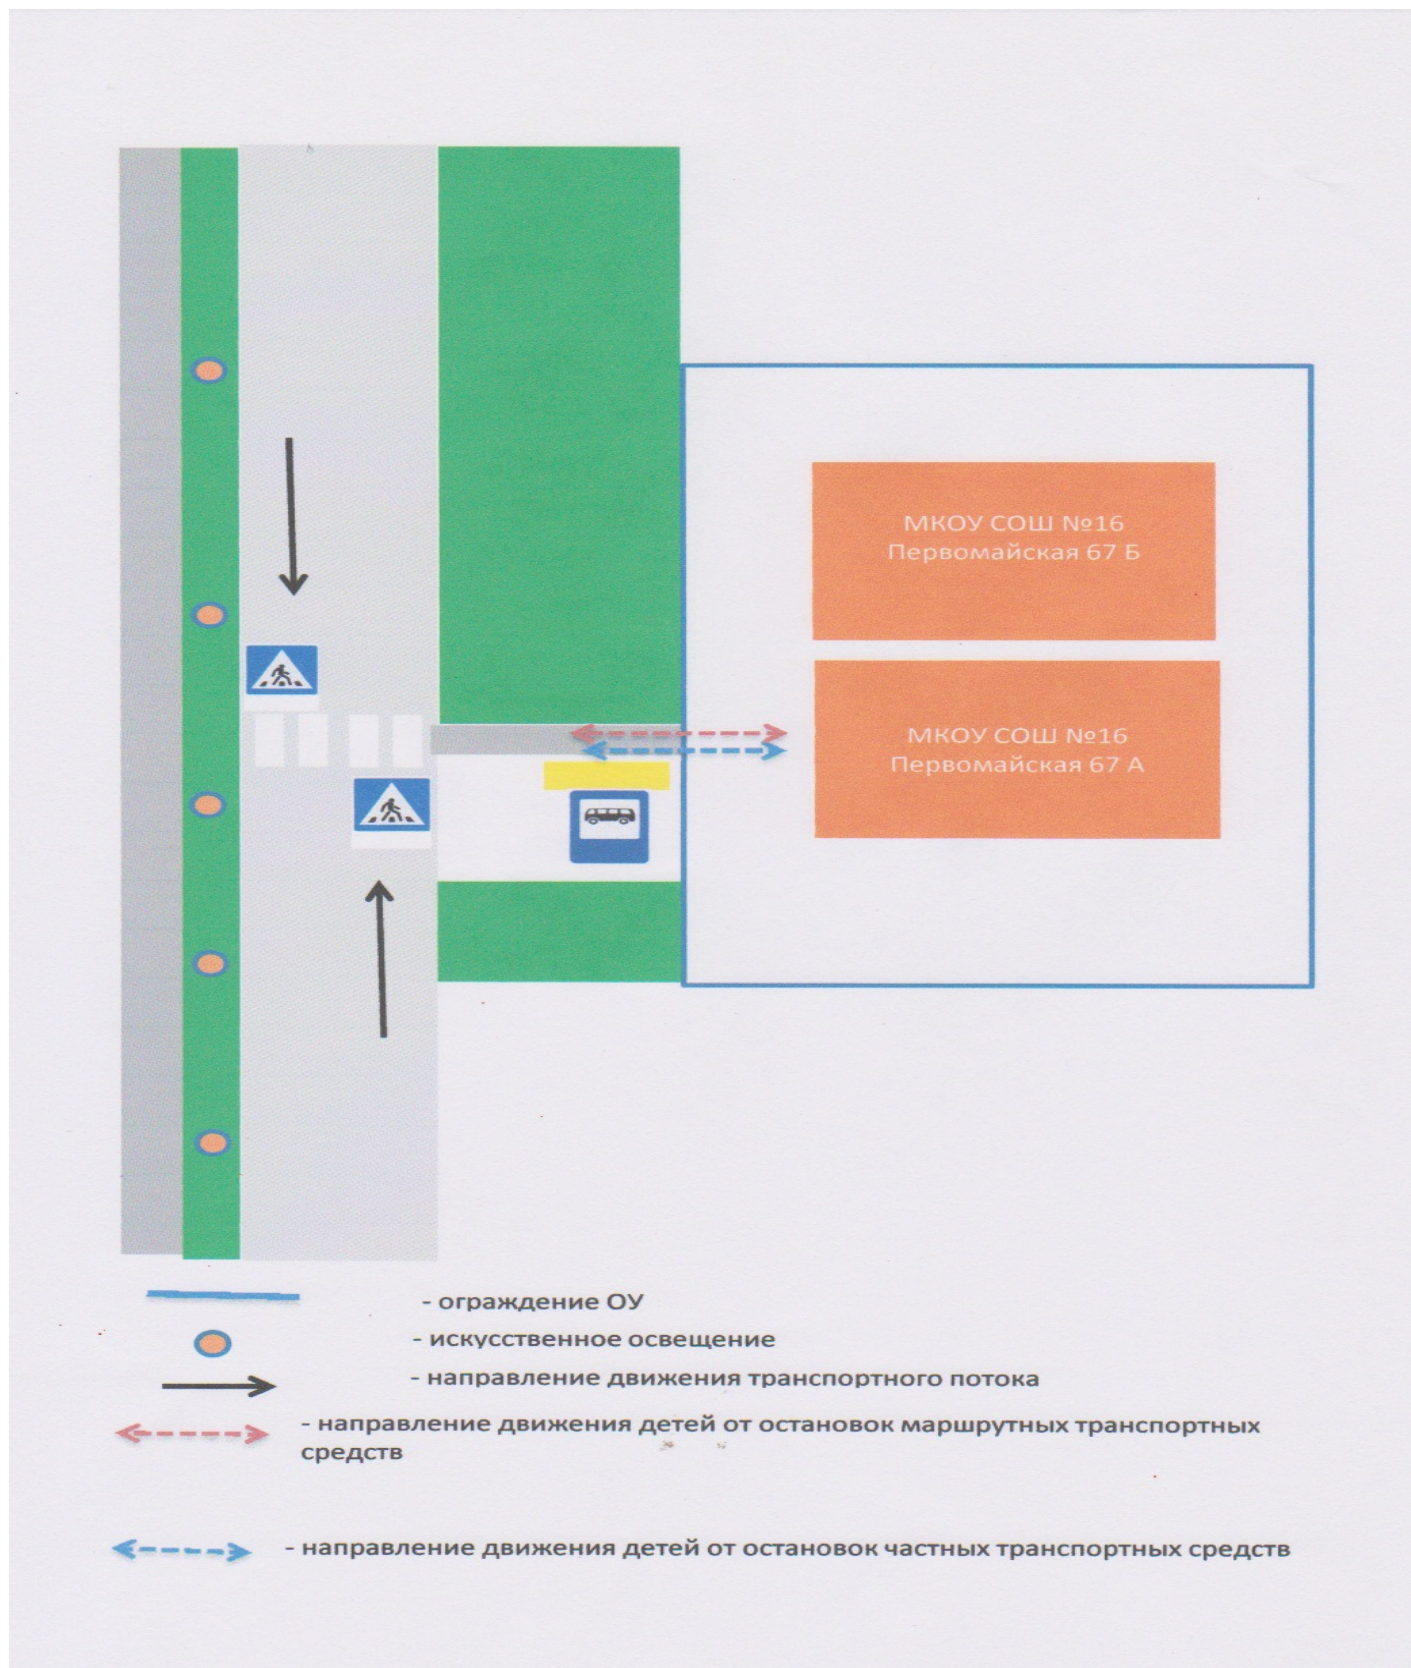 МКОУ СОШ №16
Первомайская 67 Б
МКОУ СОШ №16
Первомайская 67 А
- ограждение ОУ
- искусственное освещение
- направление движения транспортного потока
- направление движения детей от остановок маршрутных транспортных
средств
- направление движения детей от остановок частных транспортных средств